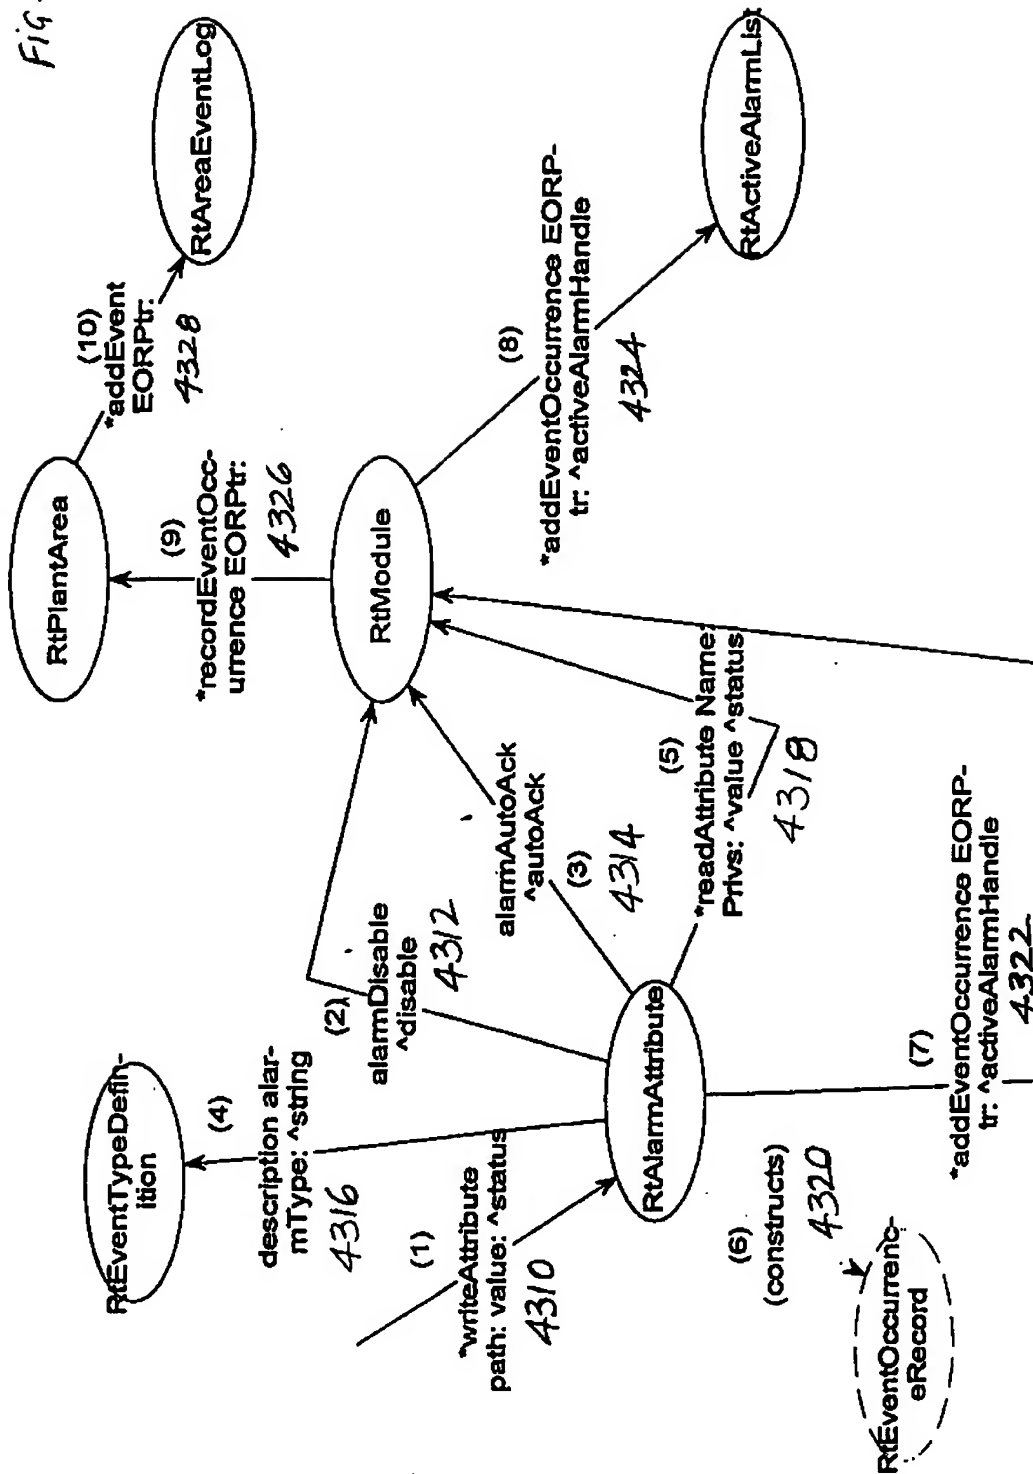 FiG.
RtPlantArea
(10)
*addEvent
EORPtr:
4328
RtAreaEventLog
(9)
*recordEventOcc-
urrence EORPtr:
4326
RtModule
(8)
*addEventOccurrence EORP-
tr: ^activeAlarmHandle
4324
RtActiveAlarmList
RtEventTypeDefin-
ition
(4)
description alar-
mType: ^string
4316
(2)
alarmDisable
^disable
4312
alarmAutoAck
^autoAck
(3)
4314
(5)
*readAttribute Name:
Privs: ^value ^status
4318
(1)
*writeAttribute
path: value: ^status
4310
RtAlarmAttribute
(6)
(constructs)
4320
RtEventOccurrenc-
eRecord
(7)
*addEventOccurrence EORP-
tr: ^activeAlarmHandle
4322